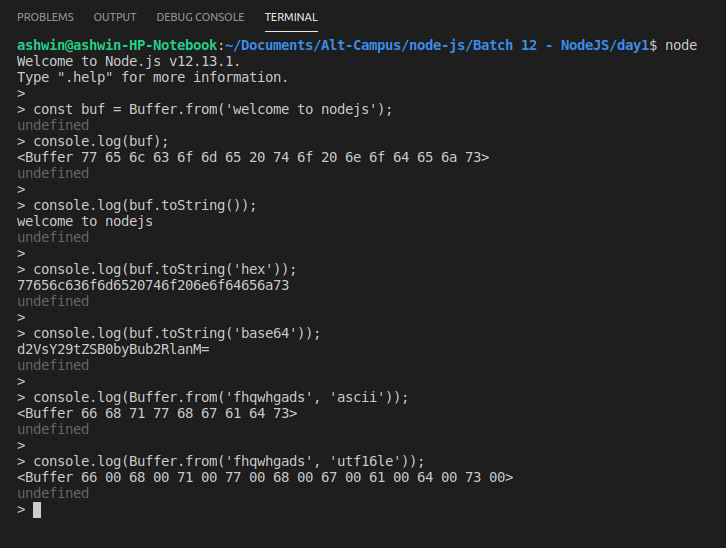 PROBLEMS OUTPUT DEBUG CONSOLE TERMINAL
ashwin@ashwin-HP-Notebook:~/Documents/Alt-Campus/node-js/Batch 12 - NodeJS/day1$ node
Welcome to Node.js v12.13.1.
Type ".help" for more information.
>
> const buf = Buffer.from('welcome to nodejs');
undefined
> console.log(buf);
<Buffer 77 65 6c 63 6f 6d 65 20 74 6f 20 6e 6f 64 65 6a 73>
undefined
>
> console.log(buf.toString());
welcome to nodejs
undefined
>
> console.log(buf.toString('hex'));
77656c636f6d6520746f206e6f64656a73
undefined
>
> console.log(buf.toString('base64'));
d2VsY29tZSB0byBub2RlanM=
undefined
>
> console.log(Buffer.from('fhqwhgads', 'ascii'));
<Buffer 66 68 71 77 68 67 61 64 73>
undefined
>
> console.log(Buffer.from('fhqwhgads', 'utf16le'));
<Buffer 66 00 68 00 71 00 77 00 68 00 67 00 61 00 64 00 73 00>
undefined
>